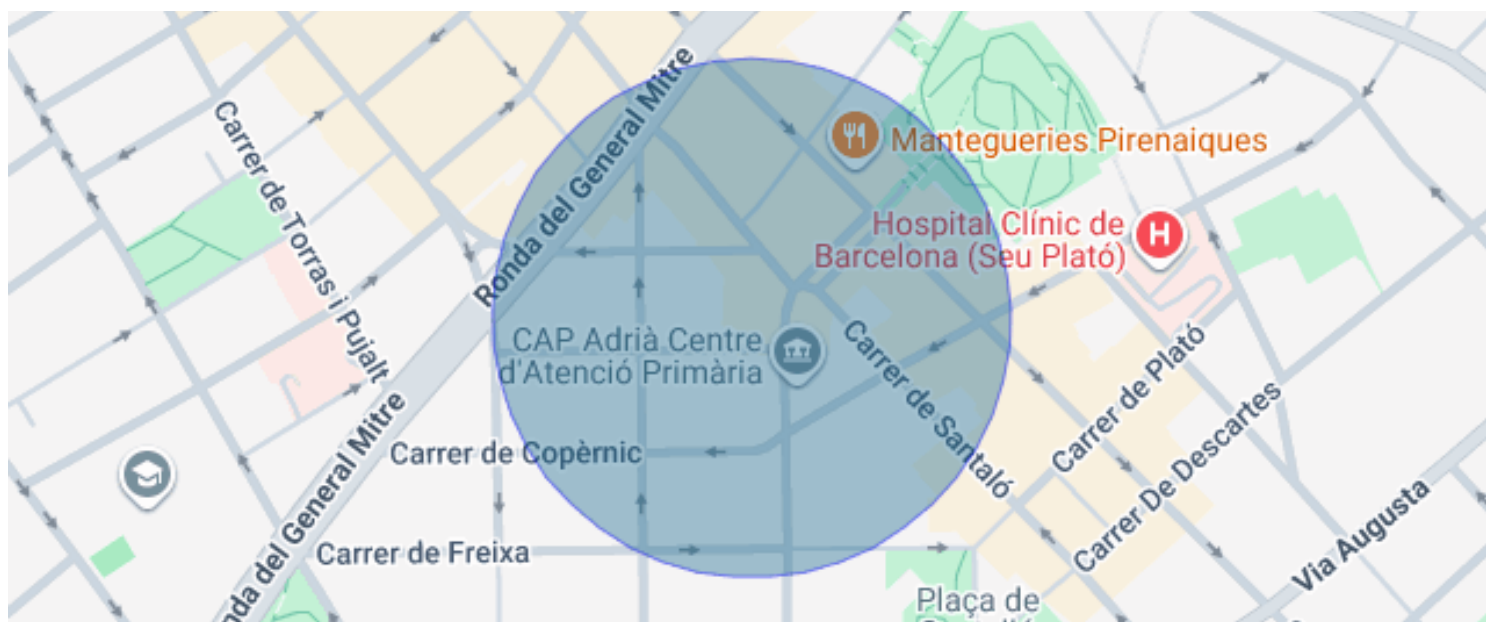 Ronda del General Mitre
Mantegueries Pirenaiques
Carrer de Torras i Pujalt
Hospital Clínic de
Barcelona (Seu Plató)
H
CAP Adrià Centre
d'Atenció Primària
Carrer de Santaló
Carrer de Plató
Carrer De Descartes
Carrer de Copèrnic
Ronda del General Mitre
Carrer de Freixa
Via Augusta
Plaça de